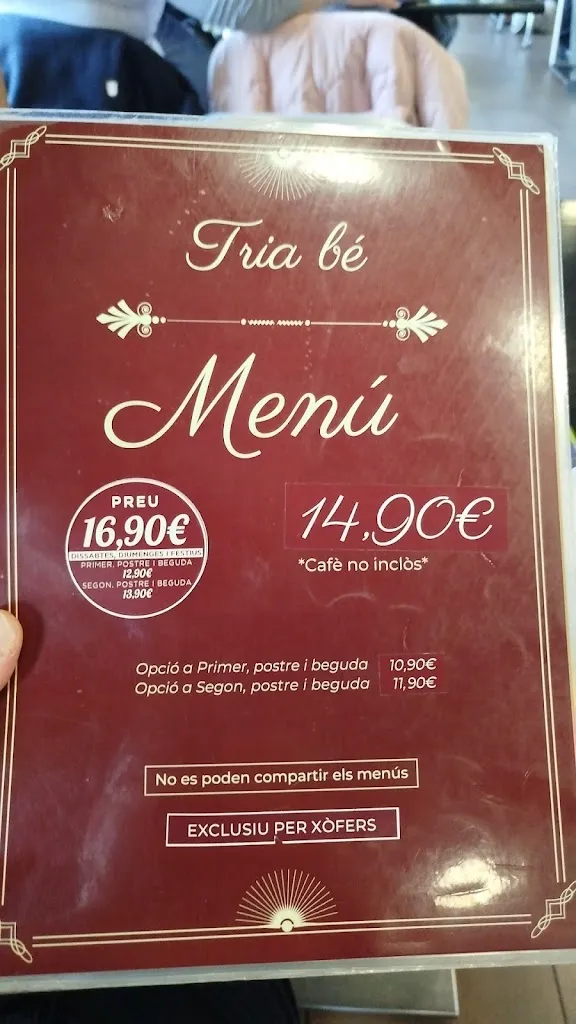 Tria bé
Menú
PREU
16,90€
DISSABTES, DIUMENGES I FESTIUS
PRIMER, POSTRE I BEGUDA
12,90€
SEGON, POSTRE I BEGUDA
13,90€
14,90€
*Cafè no inclòs*
Opció a Primer, postre i beguda 10,90€
Opció a Segon, postre i beguda 11,90€
No es poden compartir els menús
EXCLUSIU PER XÒFERS